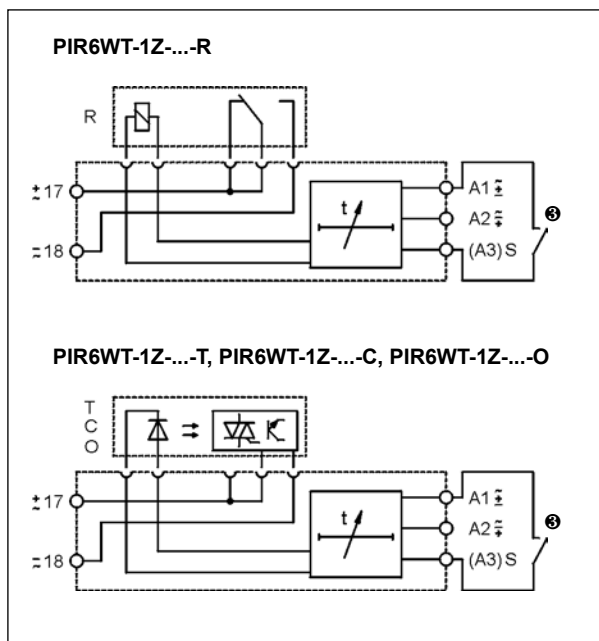 PIR6WT-1Z-...-R
R
±~ 17
=~ 18
t
A1 ~±
A2 ~∓
(A3) S
❸
PIR6WT-1Z-...-T, PIR6WT-1Z-...-C, PIR6WT-1Z-...-O
T
C
O
±~ 17
=~ 18
t
A1 ~±
A2 ~∓
(A3) S
❸